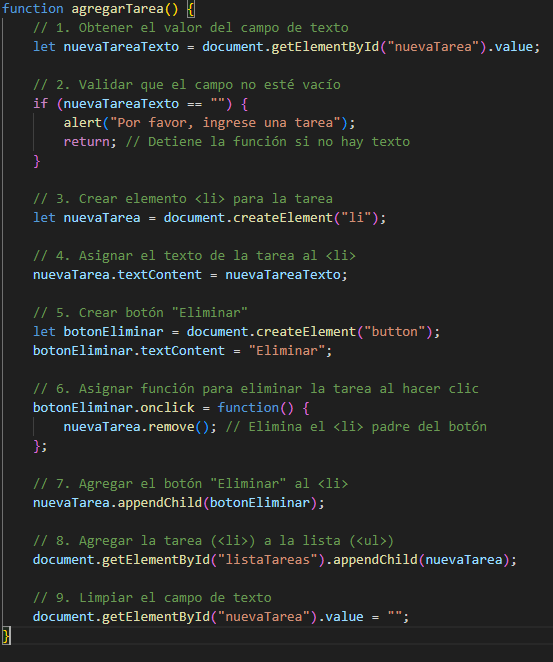 function agregarTarea() {
    // 1. Obtener el valor del campo de texto
    let nuevaTareaTexto = document.getElementById("nuevaTarea").value;

    // 2. Validar que el campo no esté vacío
    if (nuevaTareaTexto == "") {
        alert("Por favor, ingrese una tarea");
        return; // Detiene la función si no hay texto
    }

    // 3. Crear elemento <li> para la tarea
    let nuevaTarea = document.createElement("li");

    // 4. Asignar el texto de la tarea al <li>
    nuevaTarea.textContent = nuevaTareaTexto;

    // 5. Crear botón "Eliminar"
    let botonEliminar = document.createElement("button");
    botonEliminar.textContent = "Eliminar";

    // 6. Asignar función para eliminar la tarea al hacer clic
    botonEliminar.onclick = function() {
        nuevaTarea.remove(); // Elimina el <li> padre del botón
    };

    // 7. Agregar el botón "Eliminar" al <li>
    nuevaTarea.appendChild(botonEliminar);

    // 8. Agregar la tarea (<li>) a la lista (<ul>)
    document.getElementById("listaTareas").appendChild(nuevaTarea);

    // 9. Limpiar el campo de texto
    document.getElementById("nuevaTarea").value = "";
}